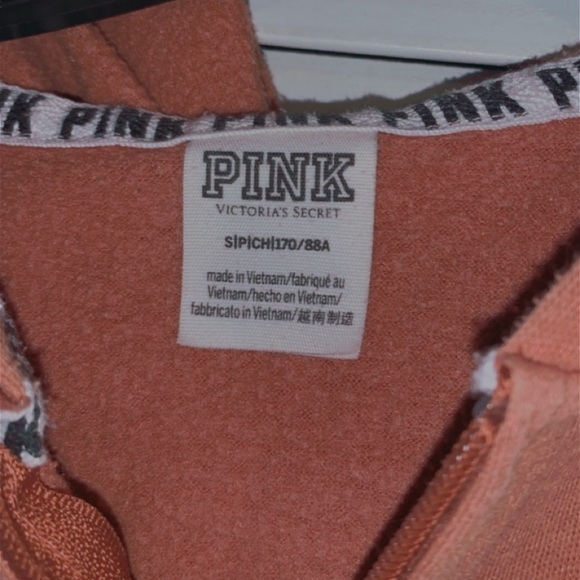 PINK PINK PINK PINK
PINK
VICTORIA'S SECRET
S|P|CH|170/88A
made in Vietnam/fabriqué au
Vietnam/hecho en Vietnam/
fabbricato in Vietnam/越南制造